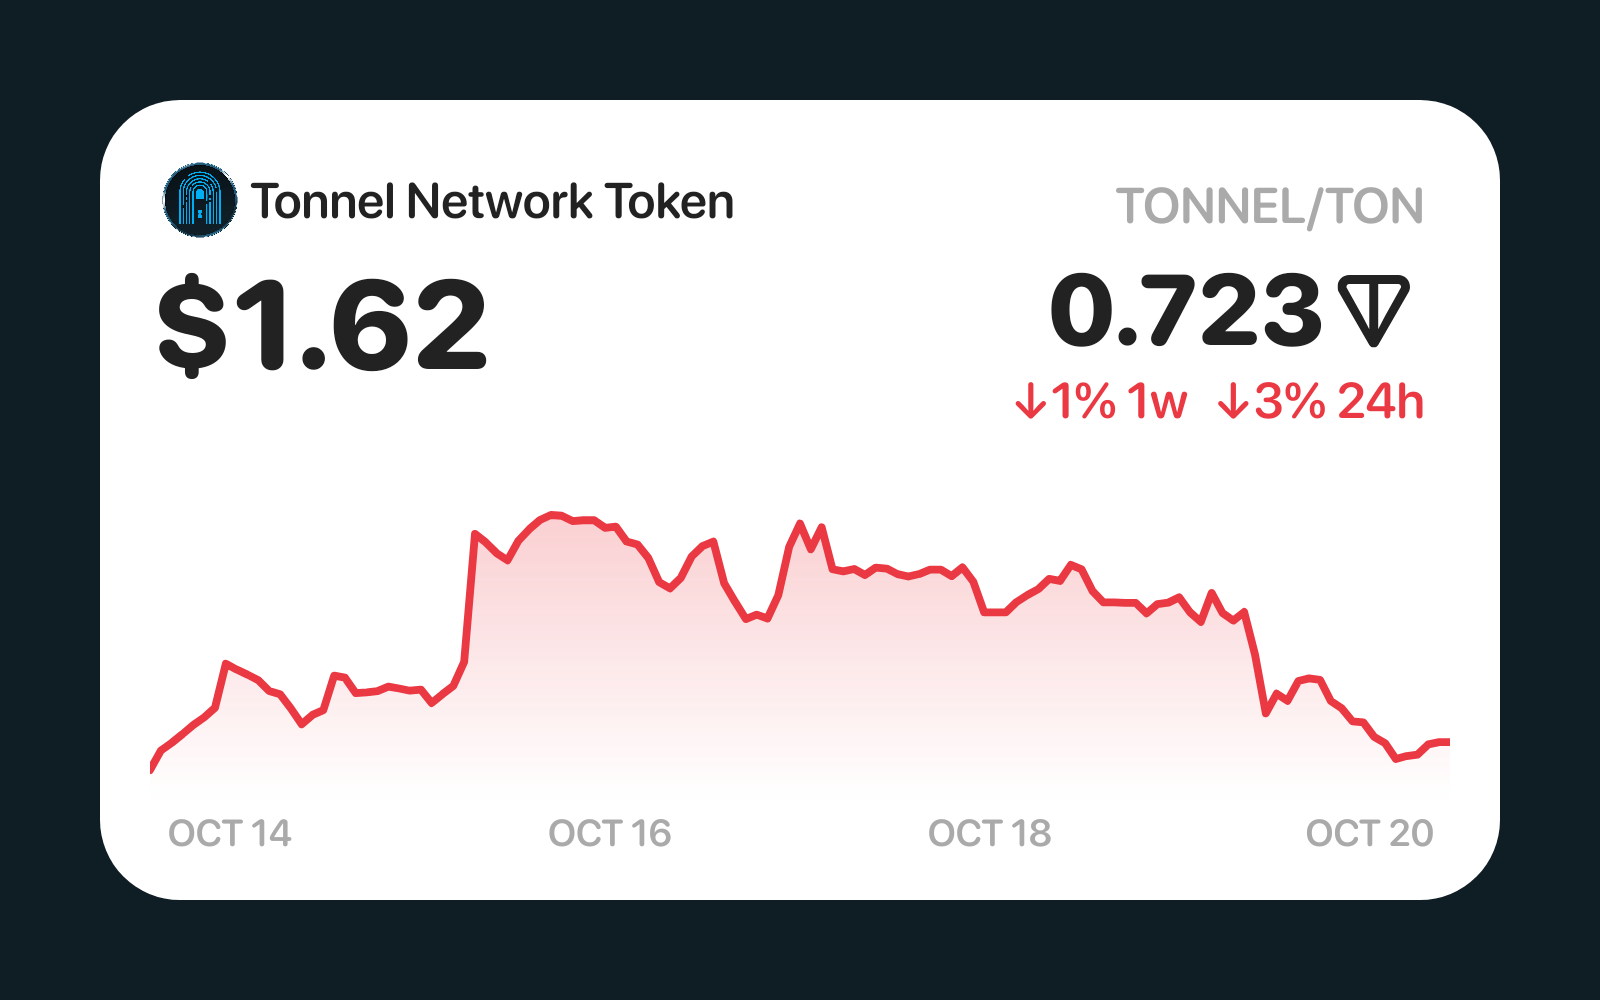 Tonnel Network Token
TONNEL/TON
$1.62
0.723
↓1% 1w ↓3% 24h
OCT 14
OCT 16
OCT 18
OCT 20